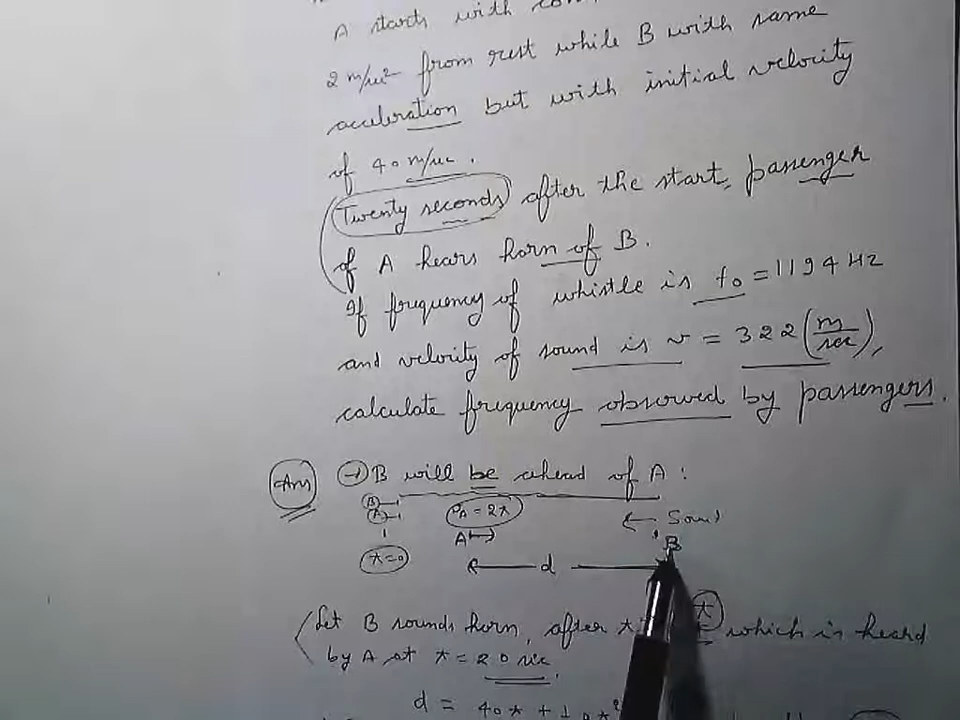 A starts with con
2 m/sec² from rest while B with same
acceleration but with initial velocity
of 40 m/sec.
Twenty seconds after the start, passenger
of A hears horn of B.
If frequency of whistle is f₀ = 1194 Hz
and velocity of sound is v = 322 (m/sec),
calculate frequency observed by passengers.
Ans → B will be ahead of A :
B
A
t=0
v_A = 2t
A →
← Sound
B
d
Let B sounds horn, after t which is heard
by A at t = 20 sec.
d = 40t + 1